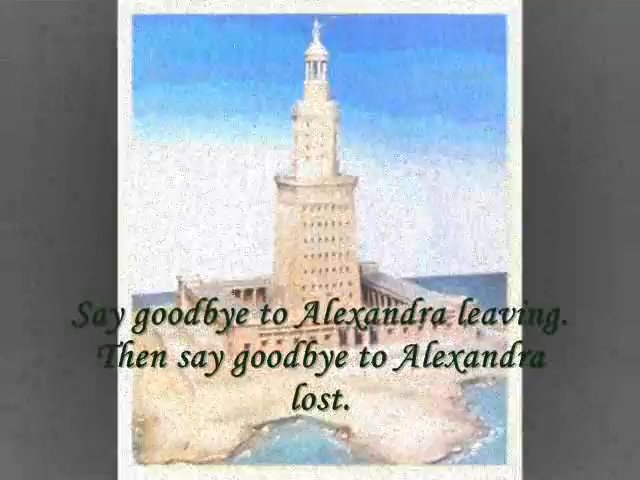 Say goodbye to Alexandra leaving.
Then say goodbye to Alexandra
lost.